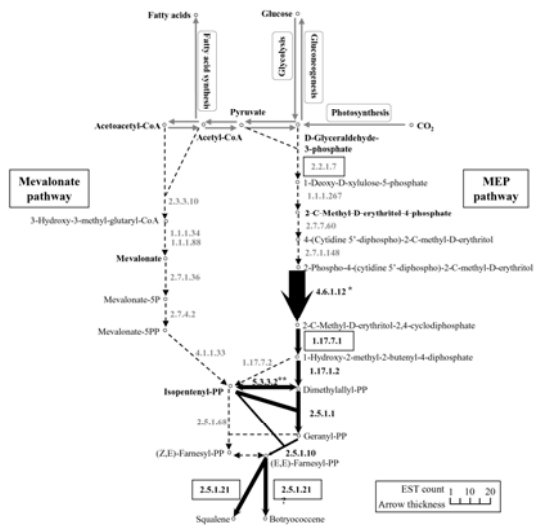 Fatty acids
Glucose
Fatty acid synthesis
Glycolysis
Gluconeogenesis
Pyruvate
Photosynthesis
Acetoacetyl-CoA
Acetyl-CoA
CO2
D-Glyceraldehyde-
3-phosphate
Mevalonate
pathway
MEP
pathway
2.2.1.7
1-Deoxy-D-xylulose-5-phosphate
2.3.3.10
1.1.1.267
3-Hydroxy-3-methyl-glutaryl-CoA
2-C-Methyl-D-erythritol-4-phosphate
1.1.1.34
1.1.1.88
2.7.7.60
4-(Cytidine 5'-diphospho)-2-C-methyl-D-erythritol
Mevalonate
2.7.1.148
2-Phospho-4-(cytidine 5'-diphospho)-2-C-methyl-D-erythritol
2.7.1.36
4.6.1.12 *
Mevalonate-5P
2.7.4.2
2-C-Methyl-D-erythritol-2,4-cyclodiphosphate
Mevalonate-5PP
1.17.7.1
4.1.1.33
1.17.7.2
1-Hydroxy-2-methyl-2-butenyl-4-diphosphate
1.17.1.2
5.3.3.2**
Isopentenyl-PP
Dimethylallyl-PP
2.5.1.1
2.5.1.68
Geranyl-PP
2.5.1.10
(Z,E)-Farnesyl-PP
(E,E)-Farnesyl-PP
2.5.1.21
2.5.1.21
?
EST count 1 10 20
Arrow thickness
Squalene
Botryococcene